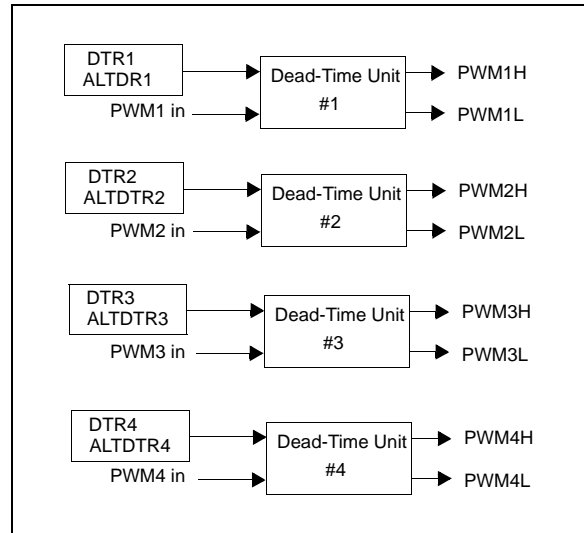 DTR1
ALTDR1
PWM1 in
Dead-Time Unit
#1
PWM1H
PWM1L
DTR2
ALTDTR2
PWM2 in
Dead-Time Unit
#2
PWM2H
PWM2L
DTR3
ALTDTR3
PWM3 in
Dead-Time Unit
#3
PWM3H
PWM3L
DTR4
ALTDTR4
PWM4 in
Dead-Time Unit
#4
PWM4H
PWM4L